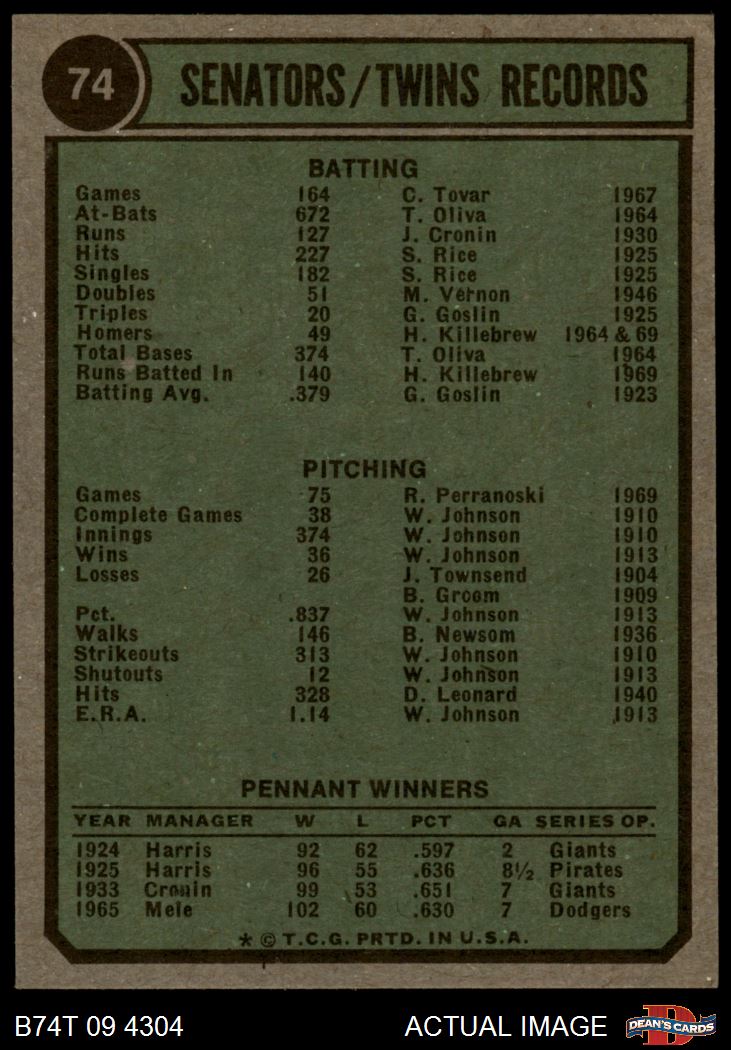 74 SENATORS/TWINS RECORDS
BATTING
Games 164 C. Tovar 1967
At-Bats 672 T. Oliva 1964
Runs 127 J. Cronin 1930
Hits 227 S. Rice 1925
Singles 182 S. Rice 1925
Doubles 51 M. Vernon 1946
Triples 20 G. Goslin 1925
Homers 49 H. Killebrew 1964 & 69
Total Bases 374 T. Oliva 1964
Runs Batted In 140 H. Killebrew 1969
Batting Avg. .379 G. Goslin 1923
PITCHING
Games 75 R. Perranoski 1969
Complete Games 38 W. Johnson 1910
Innings 374 W. Johnson 1910
Wins 36 W. Johnson 1913
Losses 26 J. Townsend 1904
B. Groom 1909
Pct. .837 W. Johnson 1913
Walks 146 B. Newsom 1936
Strikeouts 313 W. Johnson 1910
Shutouts 12 W. Johnson 1913
Hits 328 D. Leonard 1940
E.R.A. 1.14 W. Johnson 1913
PENNANT WINNERS
YEAR MANAGER W L PCT GA SERIES OP.
1924 Harris 92 62 .597 2 Giants
1925 Harris 96 55 .636 8½ Pirates
1933 Cronin 99 53 .651 7 Giants
1965 Mele 102 60 .630 7 Dodgers
* © T.C.G. PRTD. IN U.S.A.
B74T 09 4304 ACTUAL IMAGE D DEAN'S CARDS